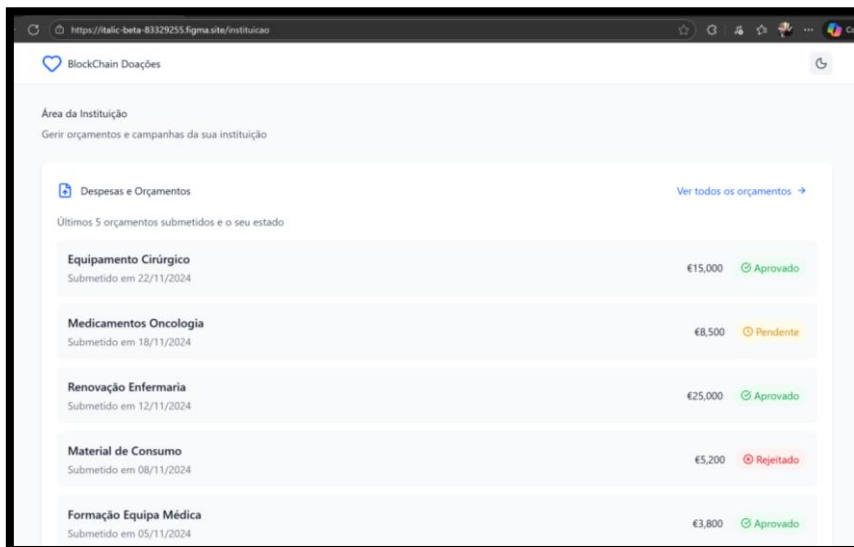 https://italic-beta-83329255.figma.site/instituicao
BlockChain Doações
Área da Instituição
Gerir orçamentos e campanhas da sua instituição
Despesas e Orçamentos
Ver todos os orçamentos →
Últimos 5 orçamentos submetidos e o seu estado
Equipamento Cirúrgico
€15,000 Aprovado
Submetido em 22/11/2024
Medicamentos Oncologia
€8,500 Pendente
Submetido em 18/11/2024
Renovação Enfermaria
€25,000 Aprovado
Submetido em 12/11/2024
Material de Consumo
€5,200 Rejeitado
Submetido em 08/11/2024
Formação Equipa Médica
€3,800 Aprovado
Submetido em 05/11/2024